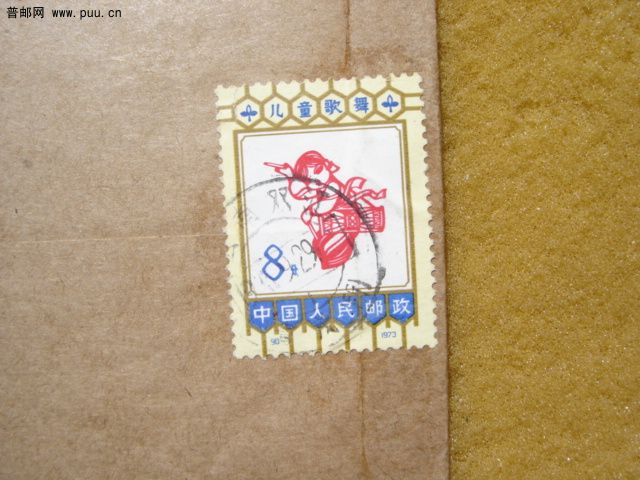 普邮网 www.puu.cn
儿童歌舞
8分
中国人民邮政
90 1973